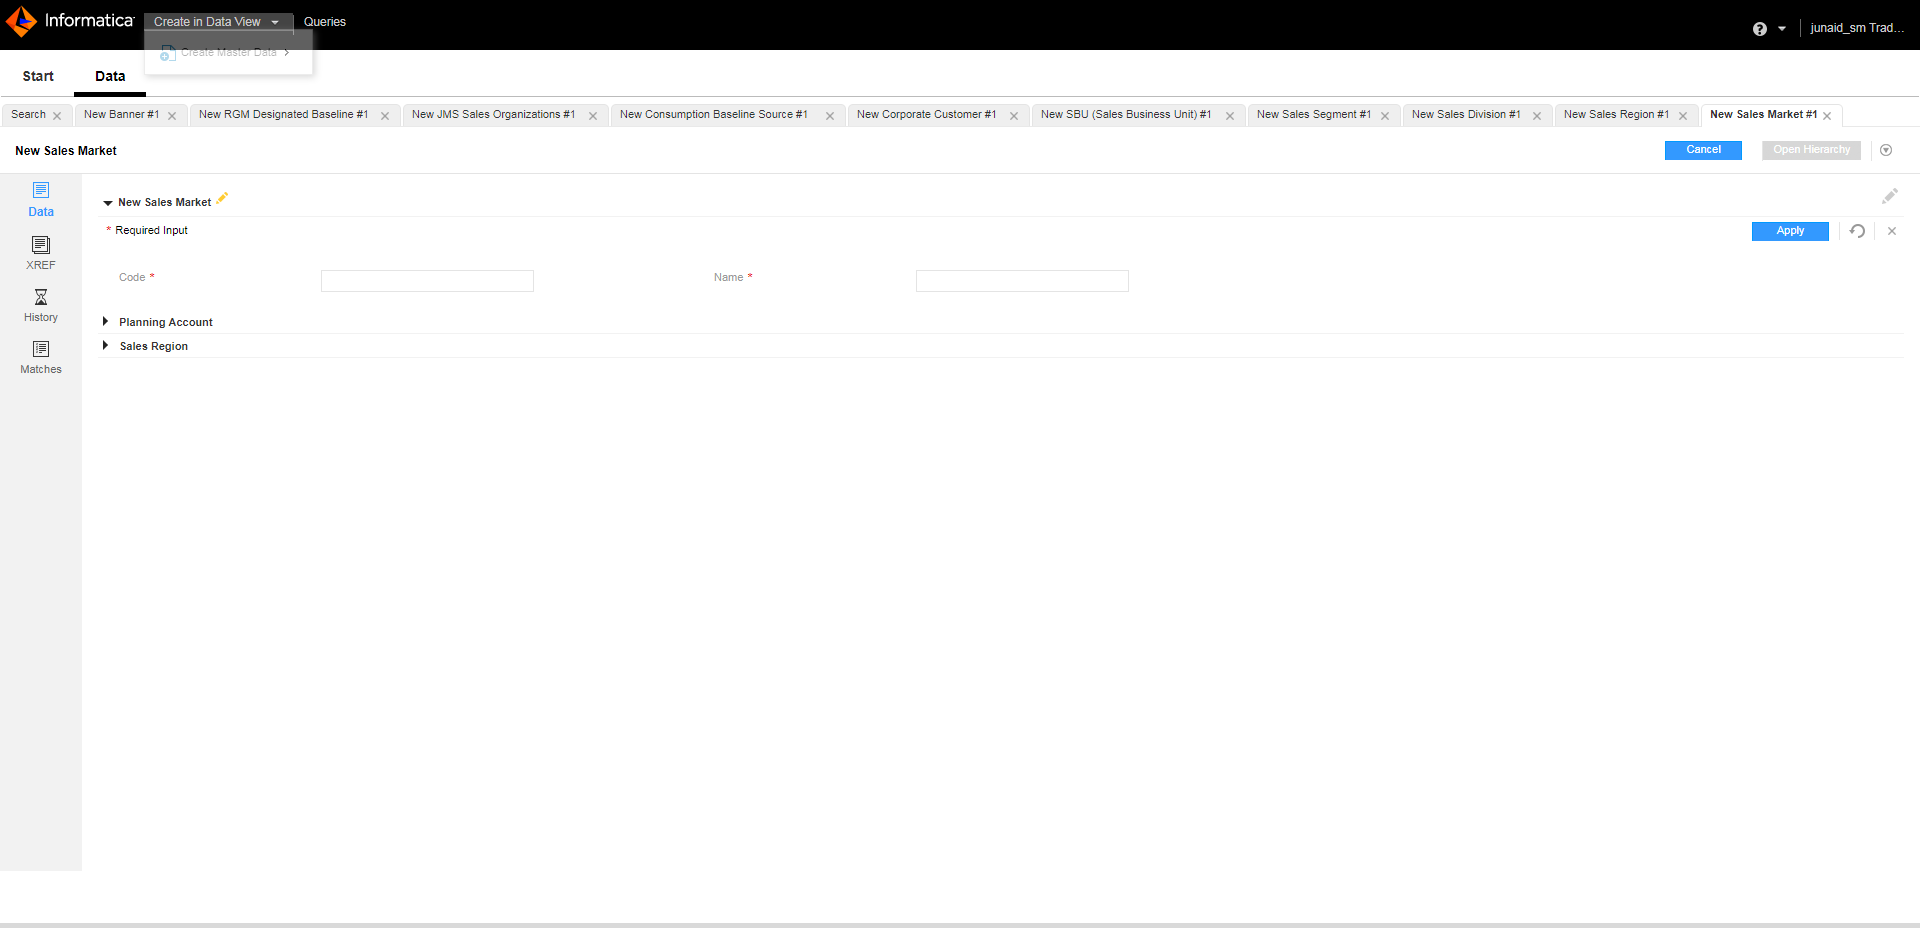 Informatica
Create in Data View
Queries
junaid_sm Trad...
Create Master Data
Start
Data
Search
New Banner #1
New RGM Designated Baseline #1
New JMS Sales Organizations #1
New Consumption Baseline Source #1
New Corporate Customer #1
New SBU (Sales Business Unit) #1
New Sales Segment #1
New Sales Division #1
New Sales Region #1
New Sales Market #1
New Sales Market
Cancel
Open Hierarchy
Data
XREF
History
Matches
New Sales Market
* Required Input
Apply
Code *
Name *
Planning Account
Sales Region